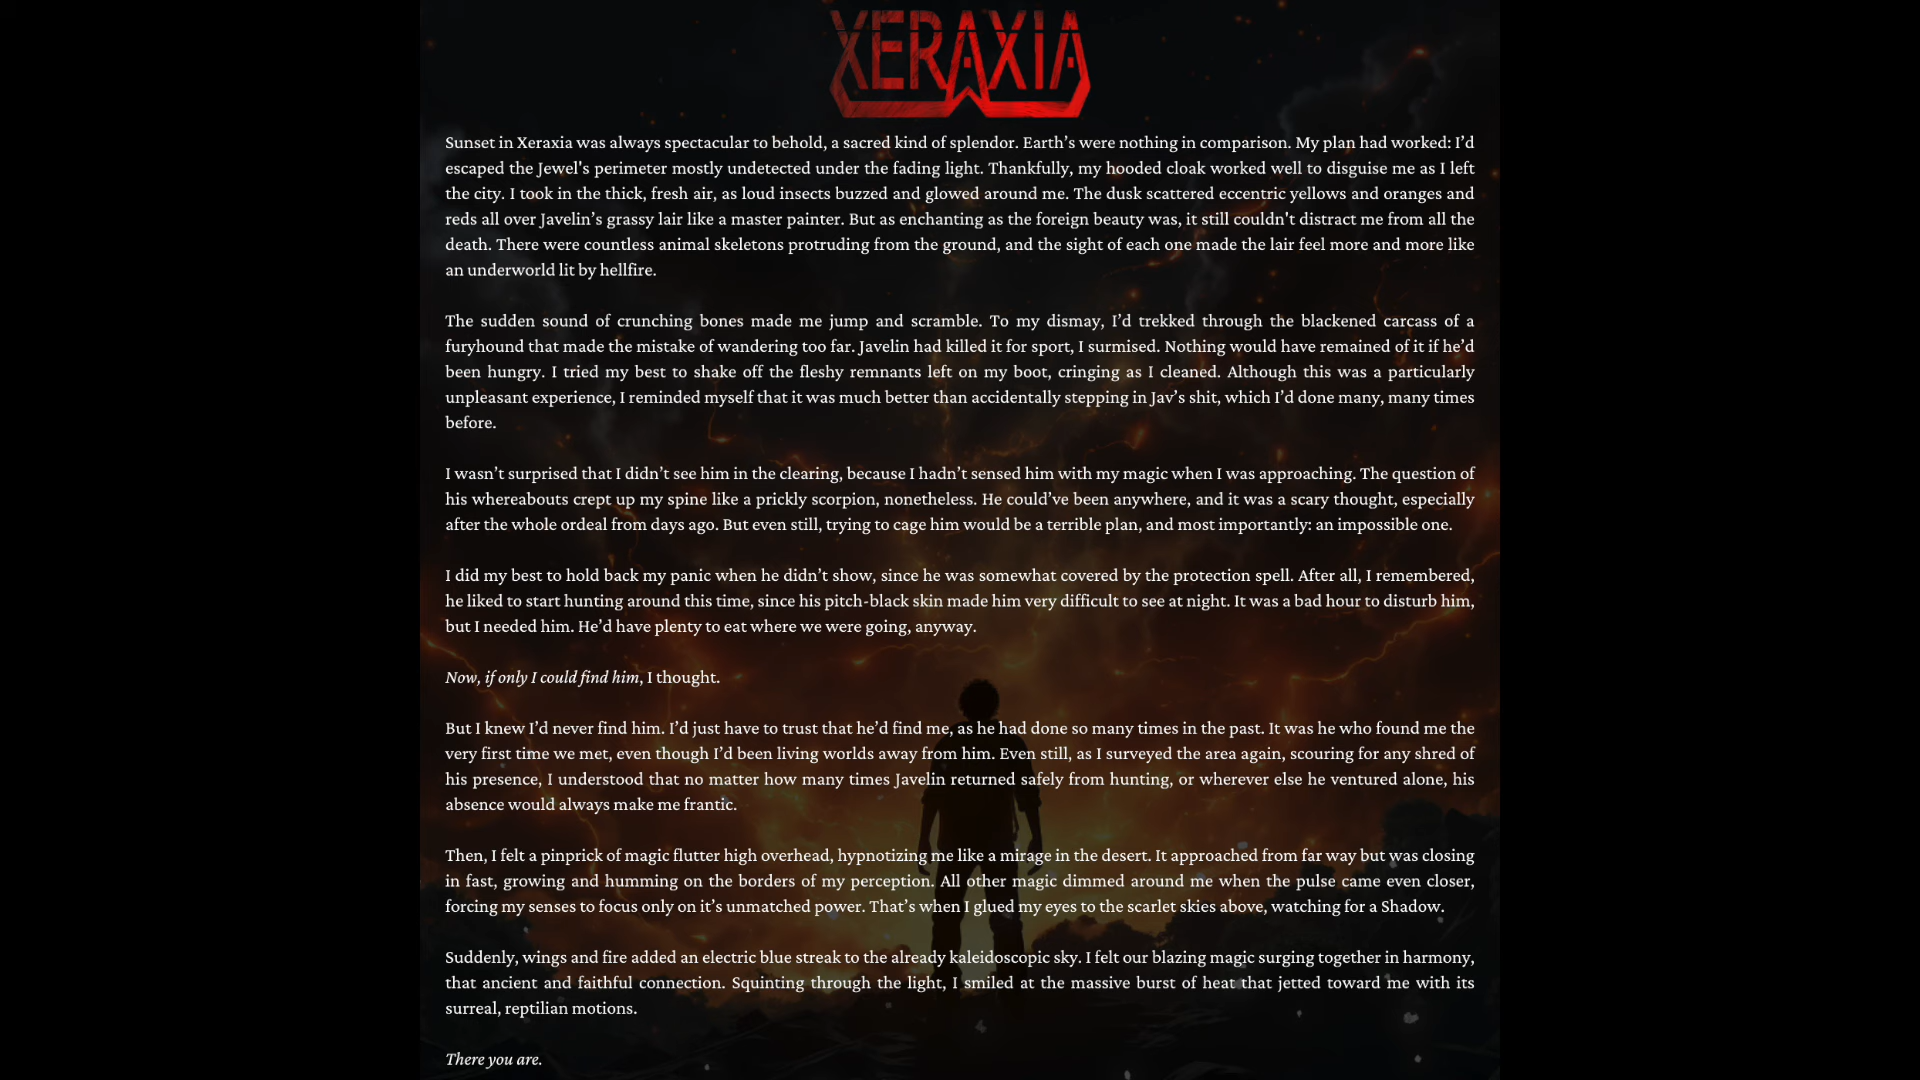 XERAXIA
Sunset in Xeraxia was always spectacular to behold, a sacred kind of splendor. Earth’s were nothing in comparison. My plan had worked: I’d
escaped the Jewel's perimeter mostly undetected under the fading light. Thankfully, my hooded cloak worked well to disguise me as I left
the city. I took in the thick, fresh air, as loud insects buzzed and glowed around me. The dusk scattered eccentric yellows and oranges and
reds all over Javelin’s grassy lair like a master painter. But as enchanting as the foreign beauty was, it still couldn't distract me from all the
death. There were countless animal skeletons protruding from the ground, and the sight of each one made the lair feel more and more like
an underworld lit by hellfire.
The sudden sound of crunching bones made me jump and scramble. To my dismay, I’d trekked through the blackened carcass of a
furyhound that made the mistake of wandering too far. Javelin had killed it for sport, I surmised. Nothing would have remained of it if he’d
been hungry. I tried my best to shake off the fleshy remnants left on my boot, cringing as I cleaned. Although this was a particularly
unpleasant experience, I reminded myself that it was much better than accidentally stepping in Jav’s shit, which I’d done many, many times
before.
I wasn’t surprised that I didn’t see him in the clearing, because I hadn’t sensed him with my magic when I was approaching. The question of
his whereabouts crept up my spine like a prickly scorpion, nonetheless. He could’ve been anywhere, and it was a scary thought, especially
after the whole ordeal from days ago. But even still, trying to cage him would be a terrible plan, and most importantly: an impossible one.
I did my best to hold back my panic when he didn’t show, since he was somewhat covered by the protection spell. After all, I remembered,
he liked to start hunting around this time, since his pitch-black skin made him very difficult to see at night. It was a bad hour to disturb him,
but I needed him. He’d have plenty to eat where we were going, anyway.
Now, if only I could find him, I thought.
But I knew I’d never find him. I’d just have to trust that he’d find me, as he had done so many times in the past. It was he who found me the
very first time we met, even though I’d been living worlds away from him. Even still, as I surveyed the area again, scouring for any shred of
his presence, I understood that no matter how many times Javelin returned safely from hunting, or wherever else he ventured alone, his
absence would always make me frantic.
Then, I felt a pinprick of magic flutter high overhead, hypnotizing me like a mirage in the desert. It approached from far way but was closing
in fast, growing and humming on the borders of my perception. All other magic dimmed around me when the pulse came even closer,
forcing my senses to focus only on it’s unmatched power. That’s when I glued my eyes to the scarlet skies above, watching for a Shadow.
Suddenly, wings and fire added an electric blue streak to the already kaleidoscopic sky. I felt our blazing magic surging together in harmony,
that ancient and faithful connection. Squinting through the light, I smiled at the massive burst of heat that jetted toward me with its
surreal, reptilian motions.
There you are.